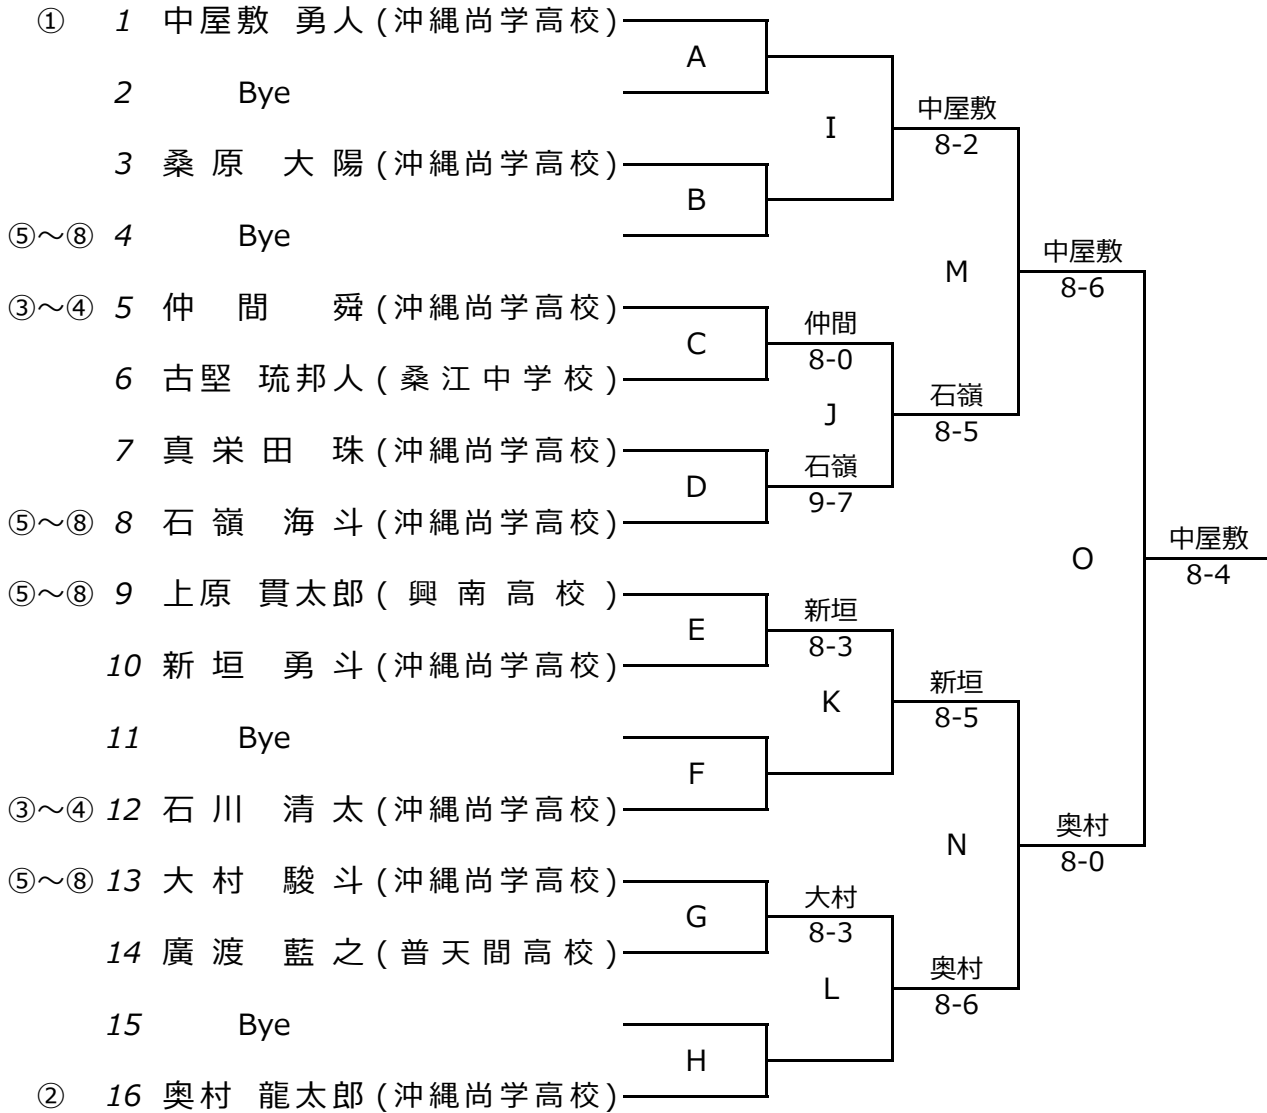 ① 1 中屋敷 勇人 (沖縄尚学高校)
A
2 Bye
中屋敷
I
8-2
3 桑原 大陽 (沖縄尚学高校)
B
⑤～⑧ 4 Bye
中屋敷
M
8-6
③～④ 5 仲間 舜 (沖縄尚学高校)
仲間
C
8-0
6 古堅 琉邦人 (桑江中学校)
石嶺
J
8-5
7 真栄田 珠 (沖縄尚学高校)
石嶺
D
9-7
⑤～⑧ 8 石嶺 海斗 (沖縄尚学高校)
中屋敷
O
8-4
⑤～⑧ 9 上原 貫太郎 (興南高校)
新垣
E
8-3
10 新垣 勇斗 (沖縄尚学高校)
新垣
K
8-5
11 Bye
F
③～④ 12 石川 清太 (沖縄尚学高校)
奥村
N
8-0
⑤～⑧ 13 大村 駿斗 (沖縄尚学高校)
大村
G
8-3
14 廣渡 藍之 (普天間高校)
奥村
L
8-6
15 Bye
H
② 16 奥村 龍太郎 (沖縄尚学高校)